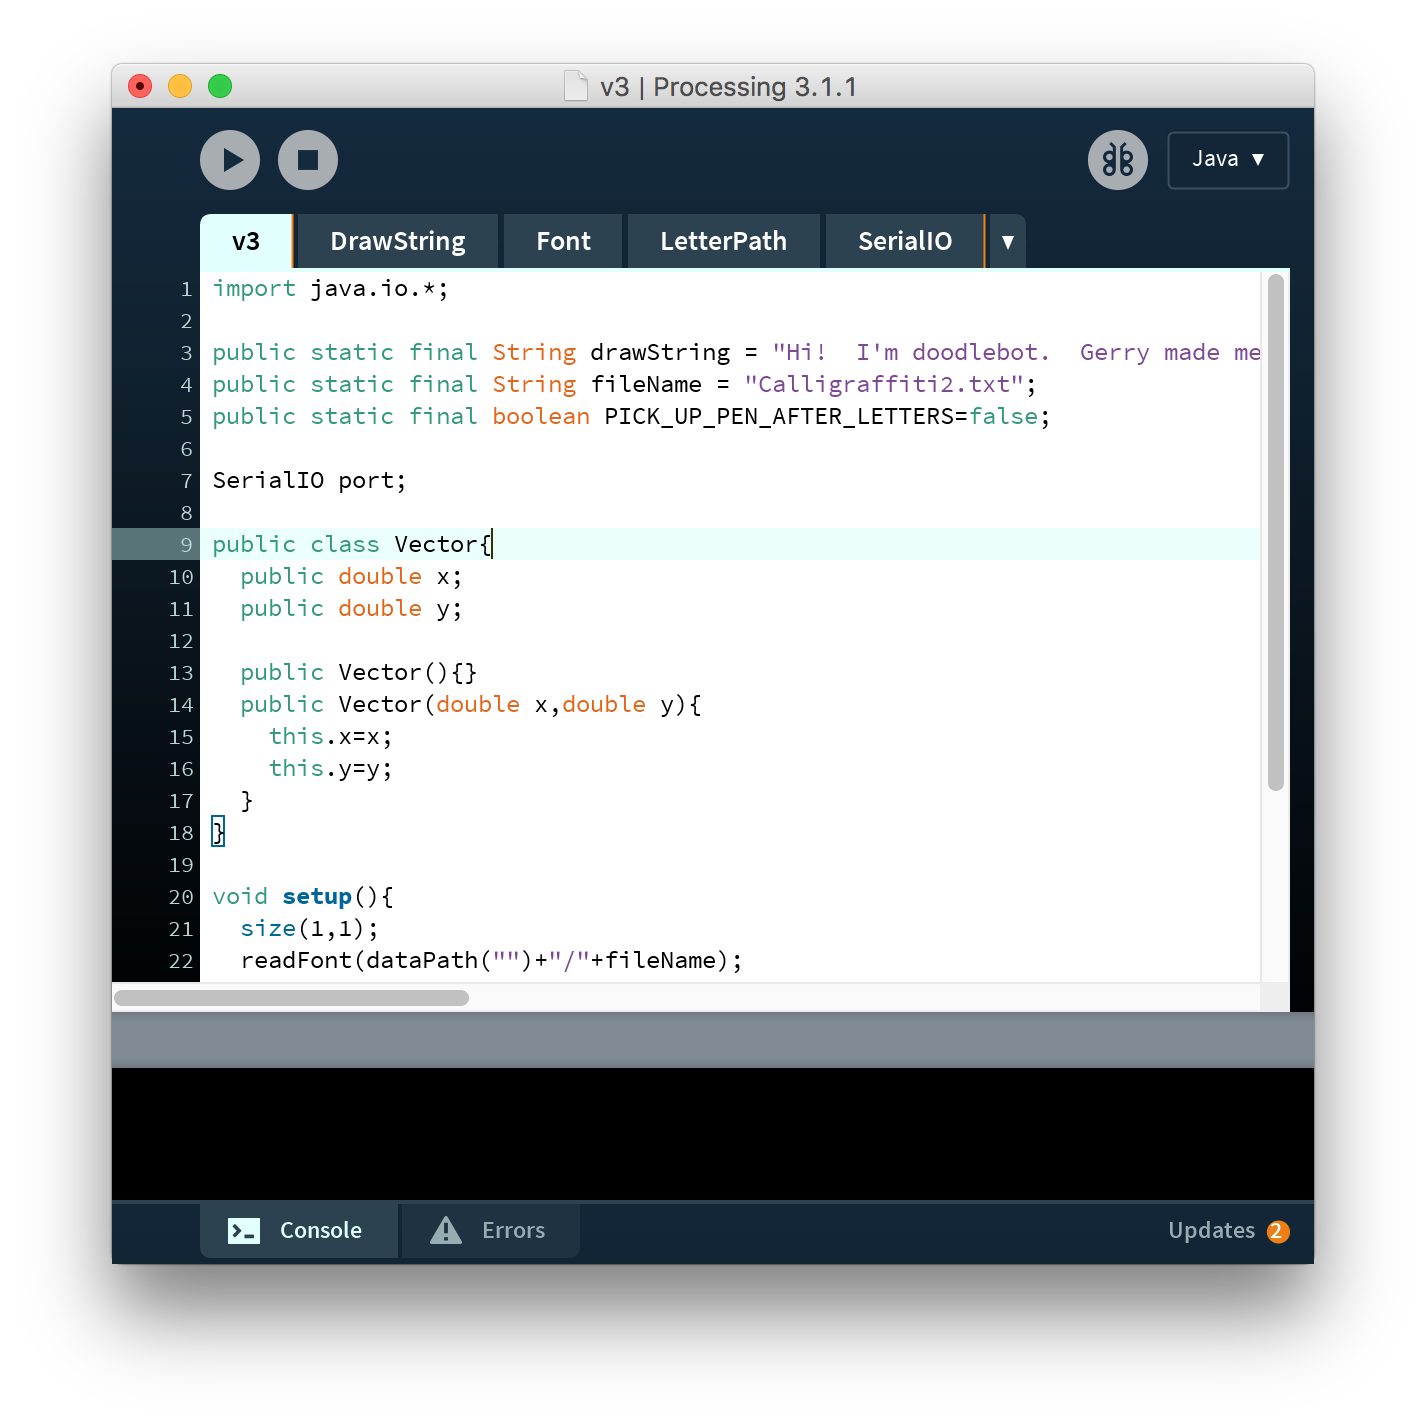 v3 | Processing 3.1.1
Java ▼
v3 DrawString Font LetterPath SerialIO ▼
1 import java.io.*;
2
3 public static final String drawString = "Hi!  I'm doodlebot.  Gerry made me
4 public static final String fileName = "Calligraffiti2.txt";
5 public static final boolean PICK_UP_PEN_AFTER_LETTERS=false;
6
7 SerialIO port;
8
9 public class Vector{
10   public double x;
11   public double y;
12
13   public Vector(){}
14   public Vector(double x,double y){
15     this.x=x;
16     this.y=y;
17   }
18 }
19
20 void setup(){
21   size(1,1);
22   readFont(dataPath("")+"/"+fileName);
Console Errors Updates 2